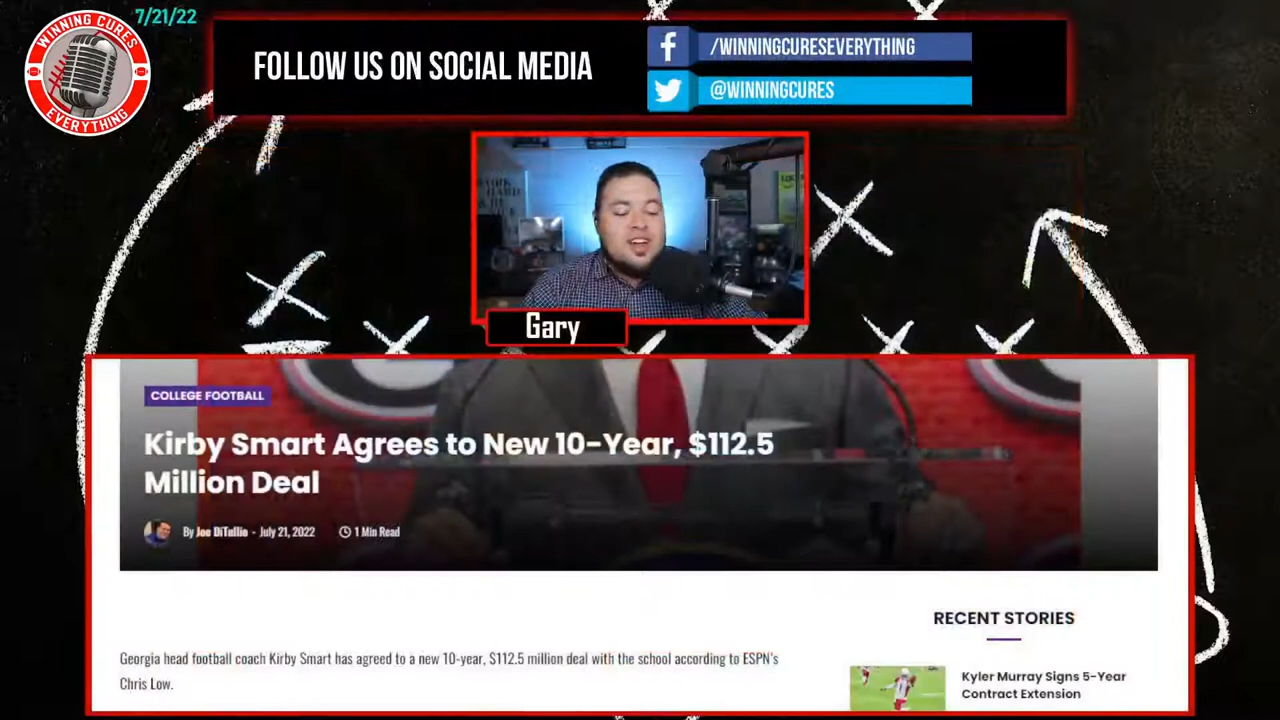 7/21/22
WINNING CURES
EVERYTHING
FOLLOW US ON SOCIAL MEDIA
/WINNINGCURESEVERYTHING
@WINNINGCURES
Gary
COLLEGE FOOTBALL
Kirby Smart Agrees to New 10-Year, $112.5
Million Deal
By Joe DiTullio - July 21, 2022
1 Min Read
RECENT STORIES
Georgia head football coach Kirby Smart has agreed to a new 10-year, $112.5 million deal with the school according to ESPN's
Chris Low.
Kyler Murray Signs 5-Year
Contract Extension